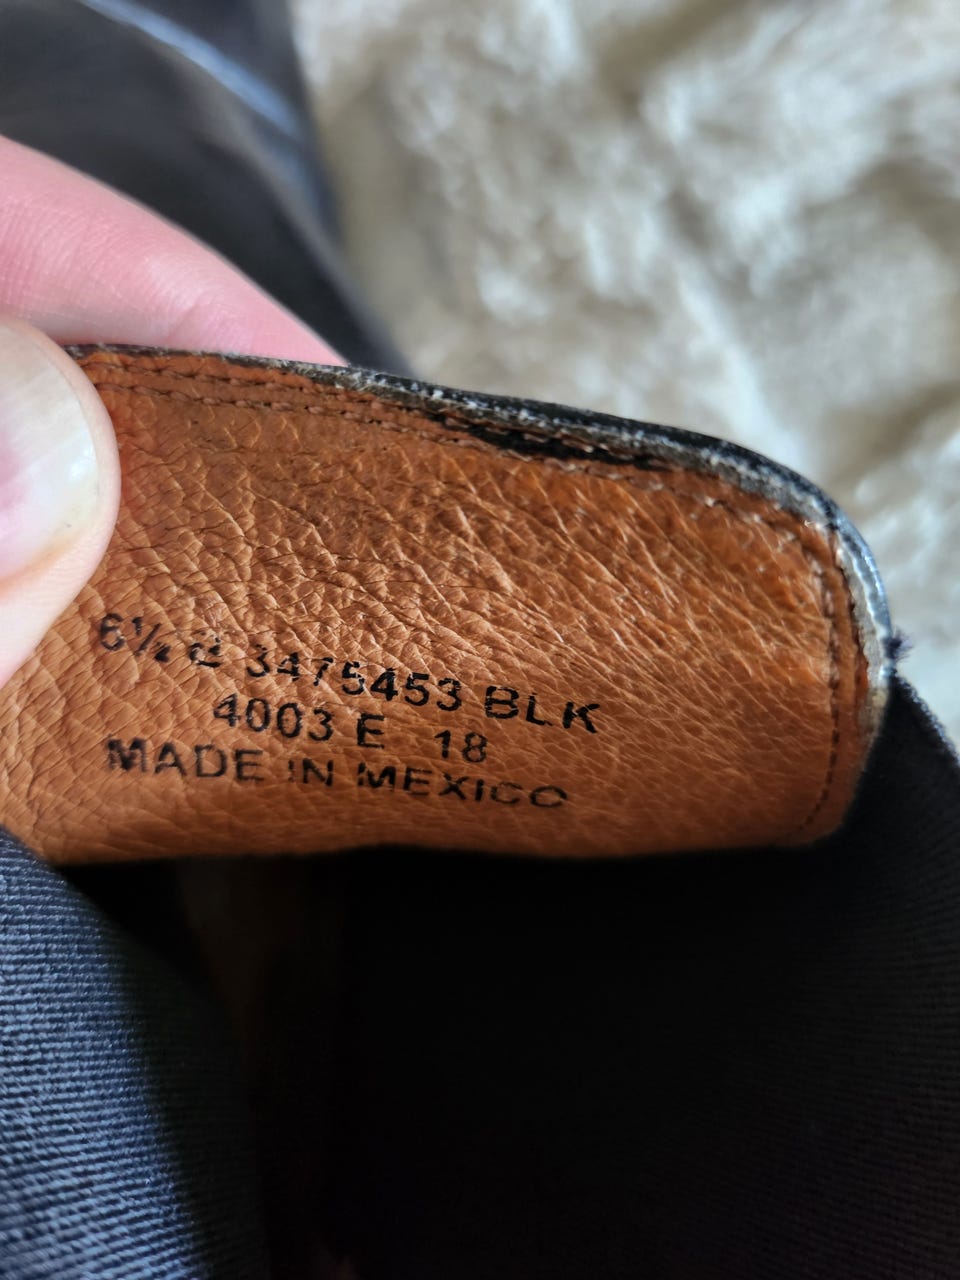 6½ B 3475453 BLK
4003 E 18
MADE IN MEXICO